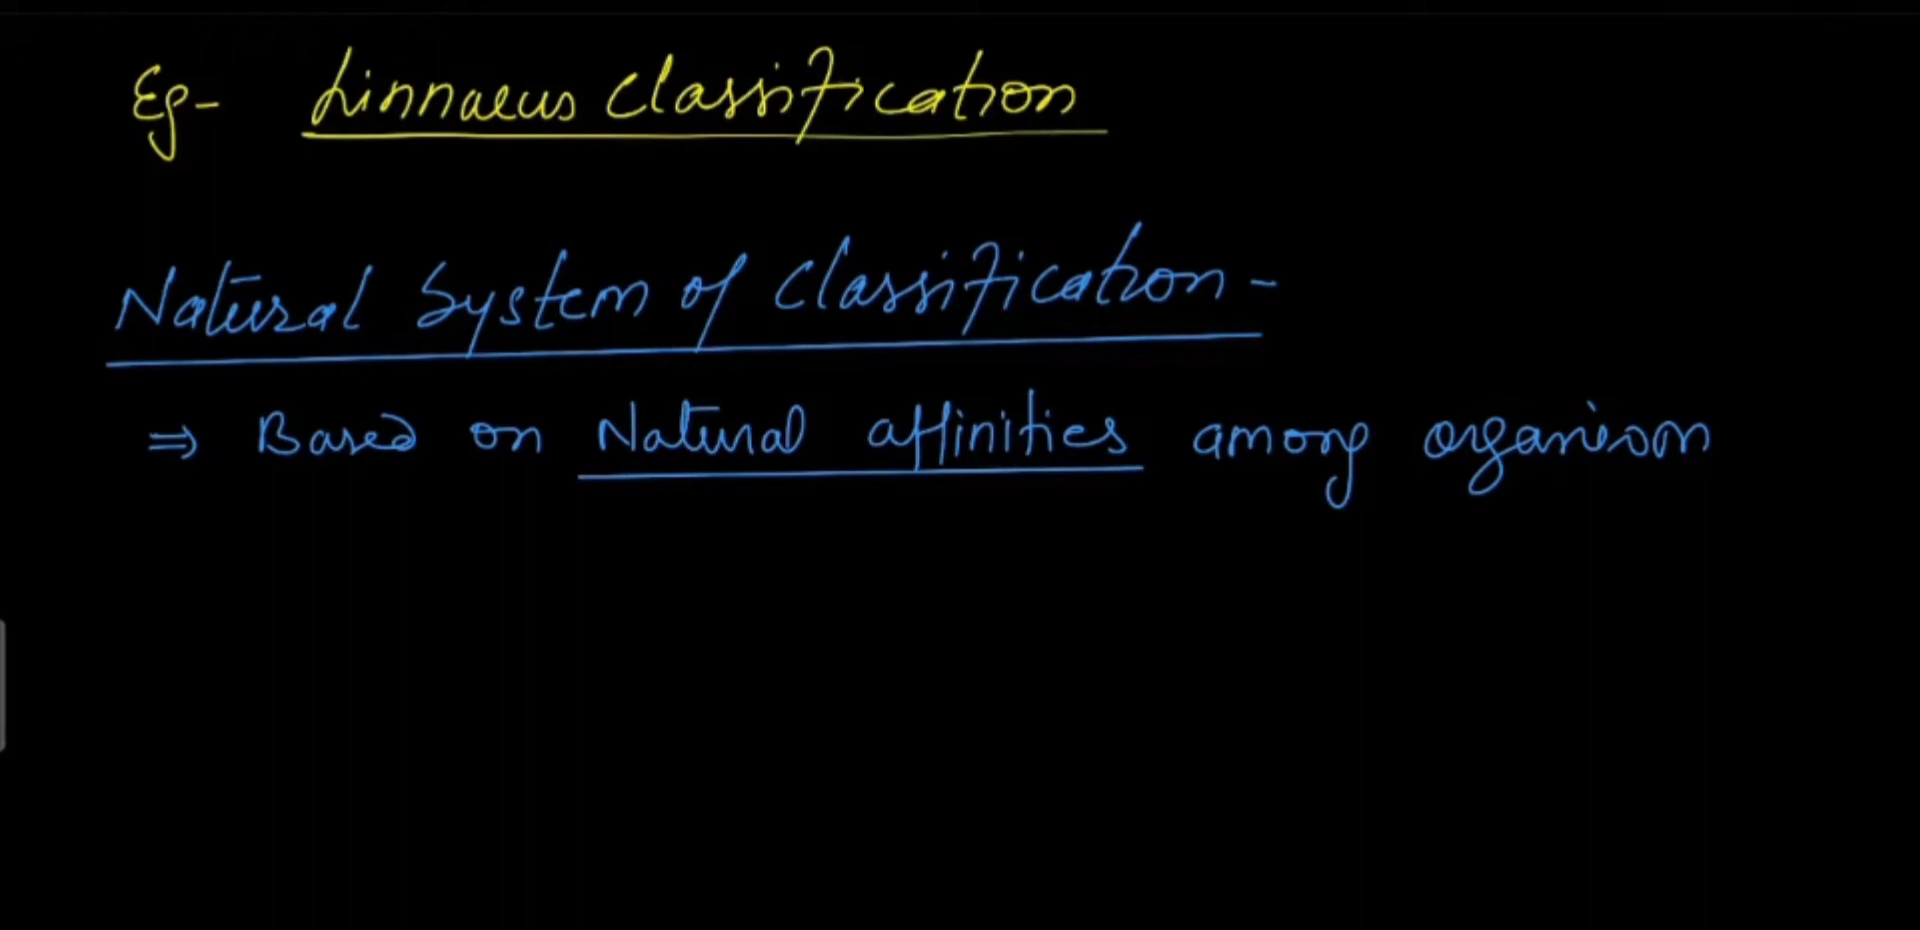 Eg- Linnaeus Classification
Natural System of Classification -
⇒ Based on Natural affinities among organism